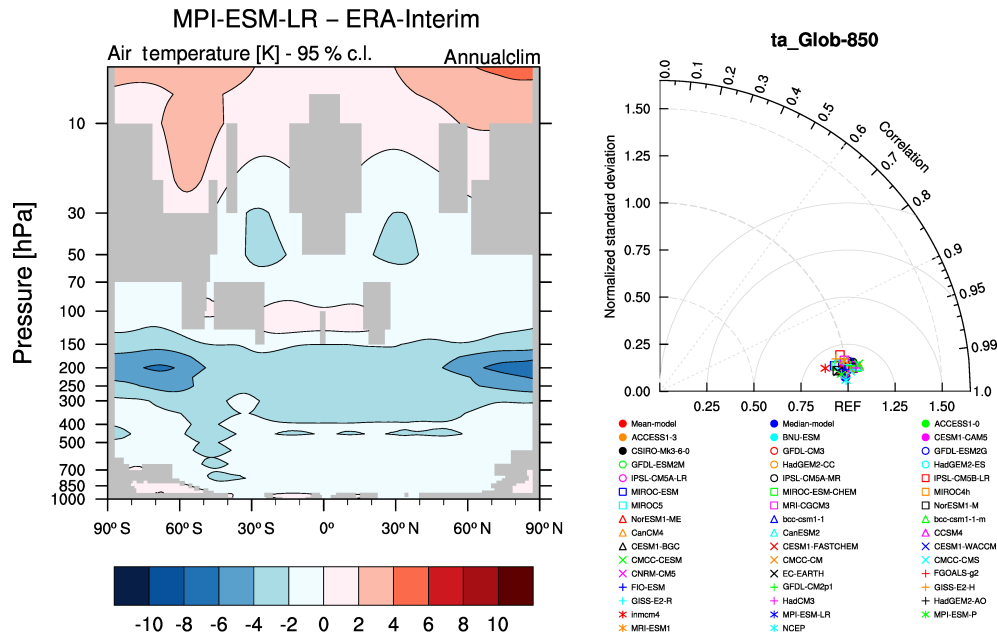 MPI-ESM-LR – ERA-Interim
Air temperature [K] - 95 % c.l.
Annualclim
Pressure [hPa]
10
30
50
70
100
150
200
250
300
400
500
700
850
1000
90° S
60° S
30° S
0°
30° N
60° N
90° N
-10 -8 -6 -4 -2 0 2 4 6 8 10
ta_Glob-850
Normalized standard deviation
Correlation
0.0
0.1
0.2
0.3
0.4
0.5
0.6
0.7
0.8
0.9
0.95
0.99
1.0
1.50
1.25
1.00
0.75
0.50
0.25
0.00
0.25 0.50 0.75 REF 1.25 1.50
Mean-model Median-model ACCESS1-0
ACCESS1-3 BNU-ESM CESM1-CAM5
CSIRO-Mk3-6-0 GFDL-CM3 GFDL-ESM2G
GFDL-ESM2M HadGEM2-CC HadGEM2-ES
IPSL-CM5A-LR IPSL-CM5A-MR IPSL-CM5B-LR
MIROC-ESM MIROC-ESM-CHEM MIROC4h
MIROC5 MRI-CGCM3 NorESM1-M
NorESM1-ME bcc-csm1-1 bcc-csm1-1-m
CanCM4 CanESM2 CCSM4
CESM1-BGC CESM1-FASTCHEM CESM1-WACCM
CMCC-CESM CMCC-CM CMCC-CMS
CNRM-CM5 EC-EARTH FGOALS-g2
FIO-ESM GFDL-CM2p1 GISS-E2-H
GISS-E2-R HadCM3 HadGEM2-AO
inmcm4 MPI-ESM-LR MPI-ESM-P
MRI-ESM1 NCEP